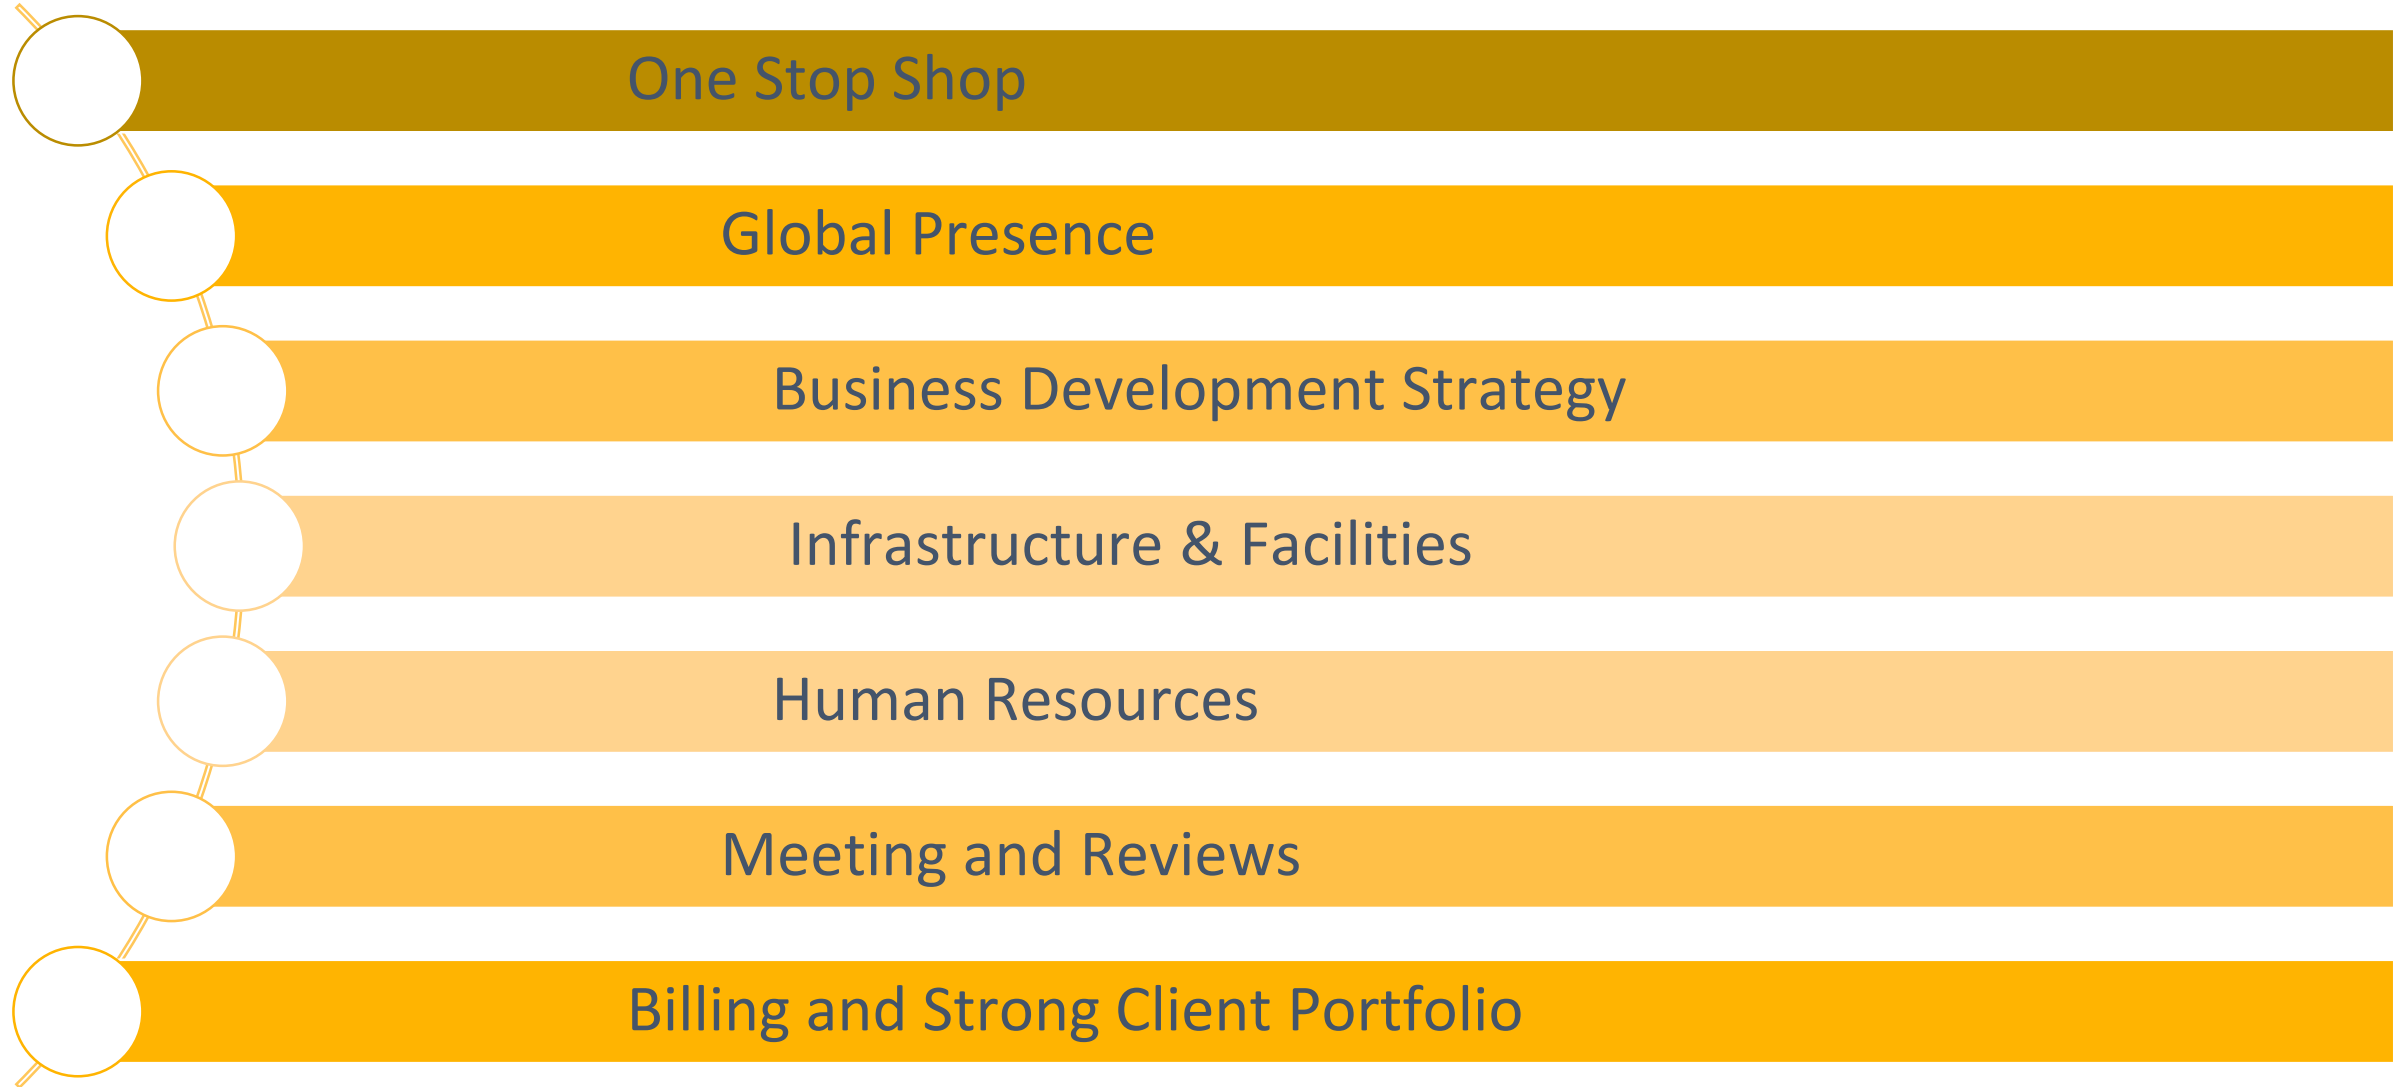 One Stop Shop
Global Presence
Business Development Strategy
Infrastructure & Facilities
Human Resources
Meeting and Reviews
Billing and Strong Client Portfolio